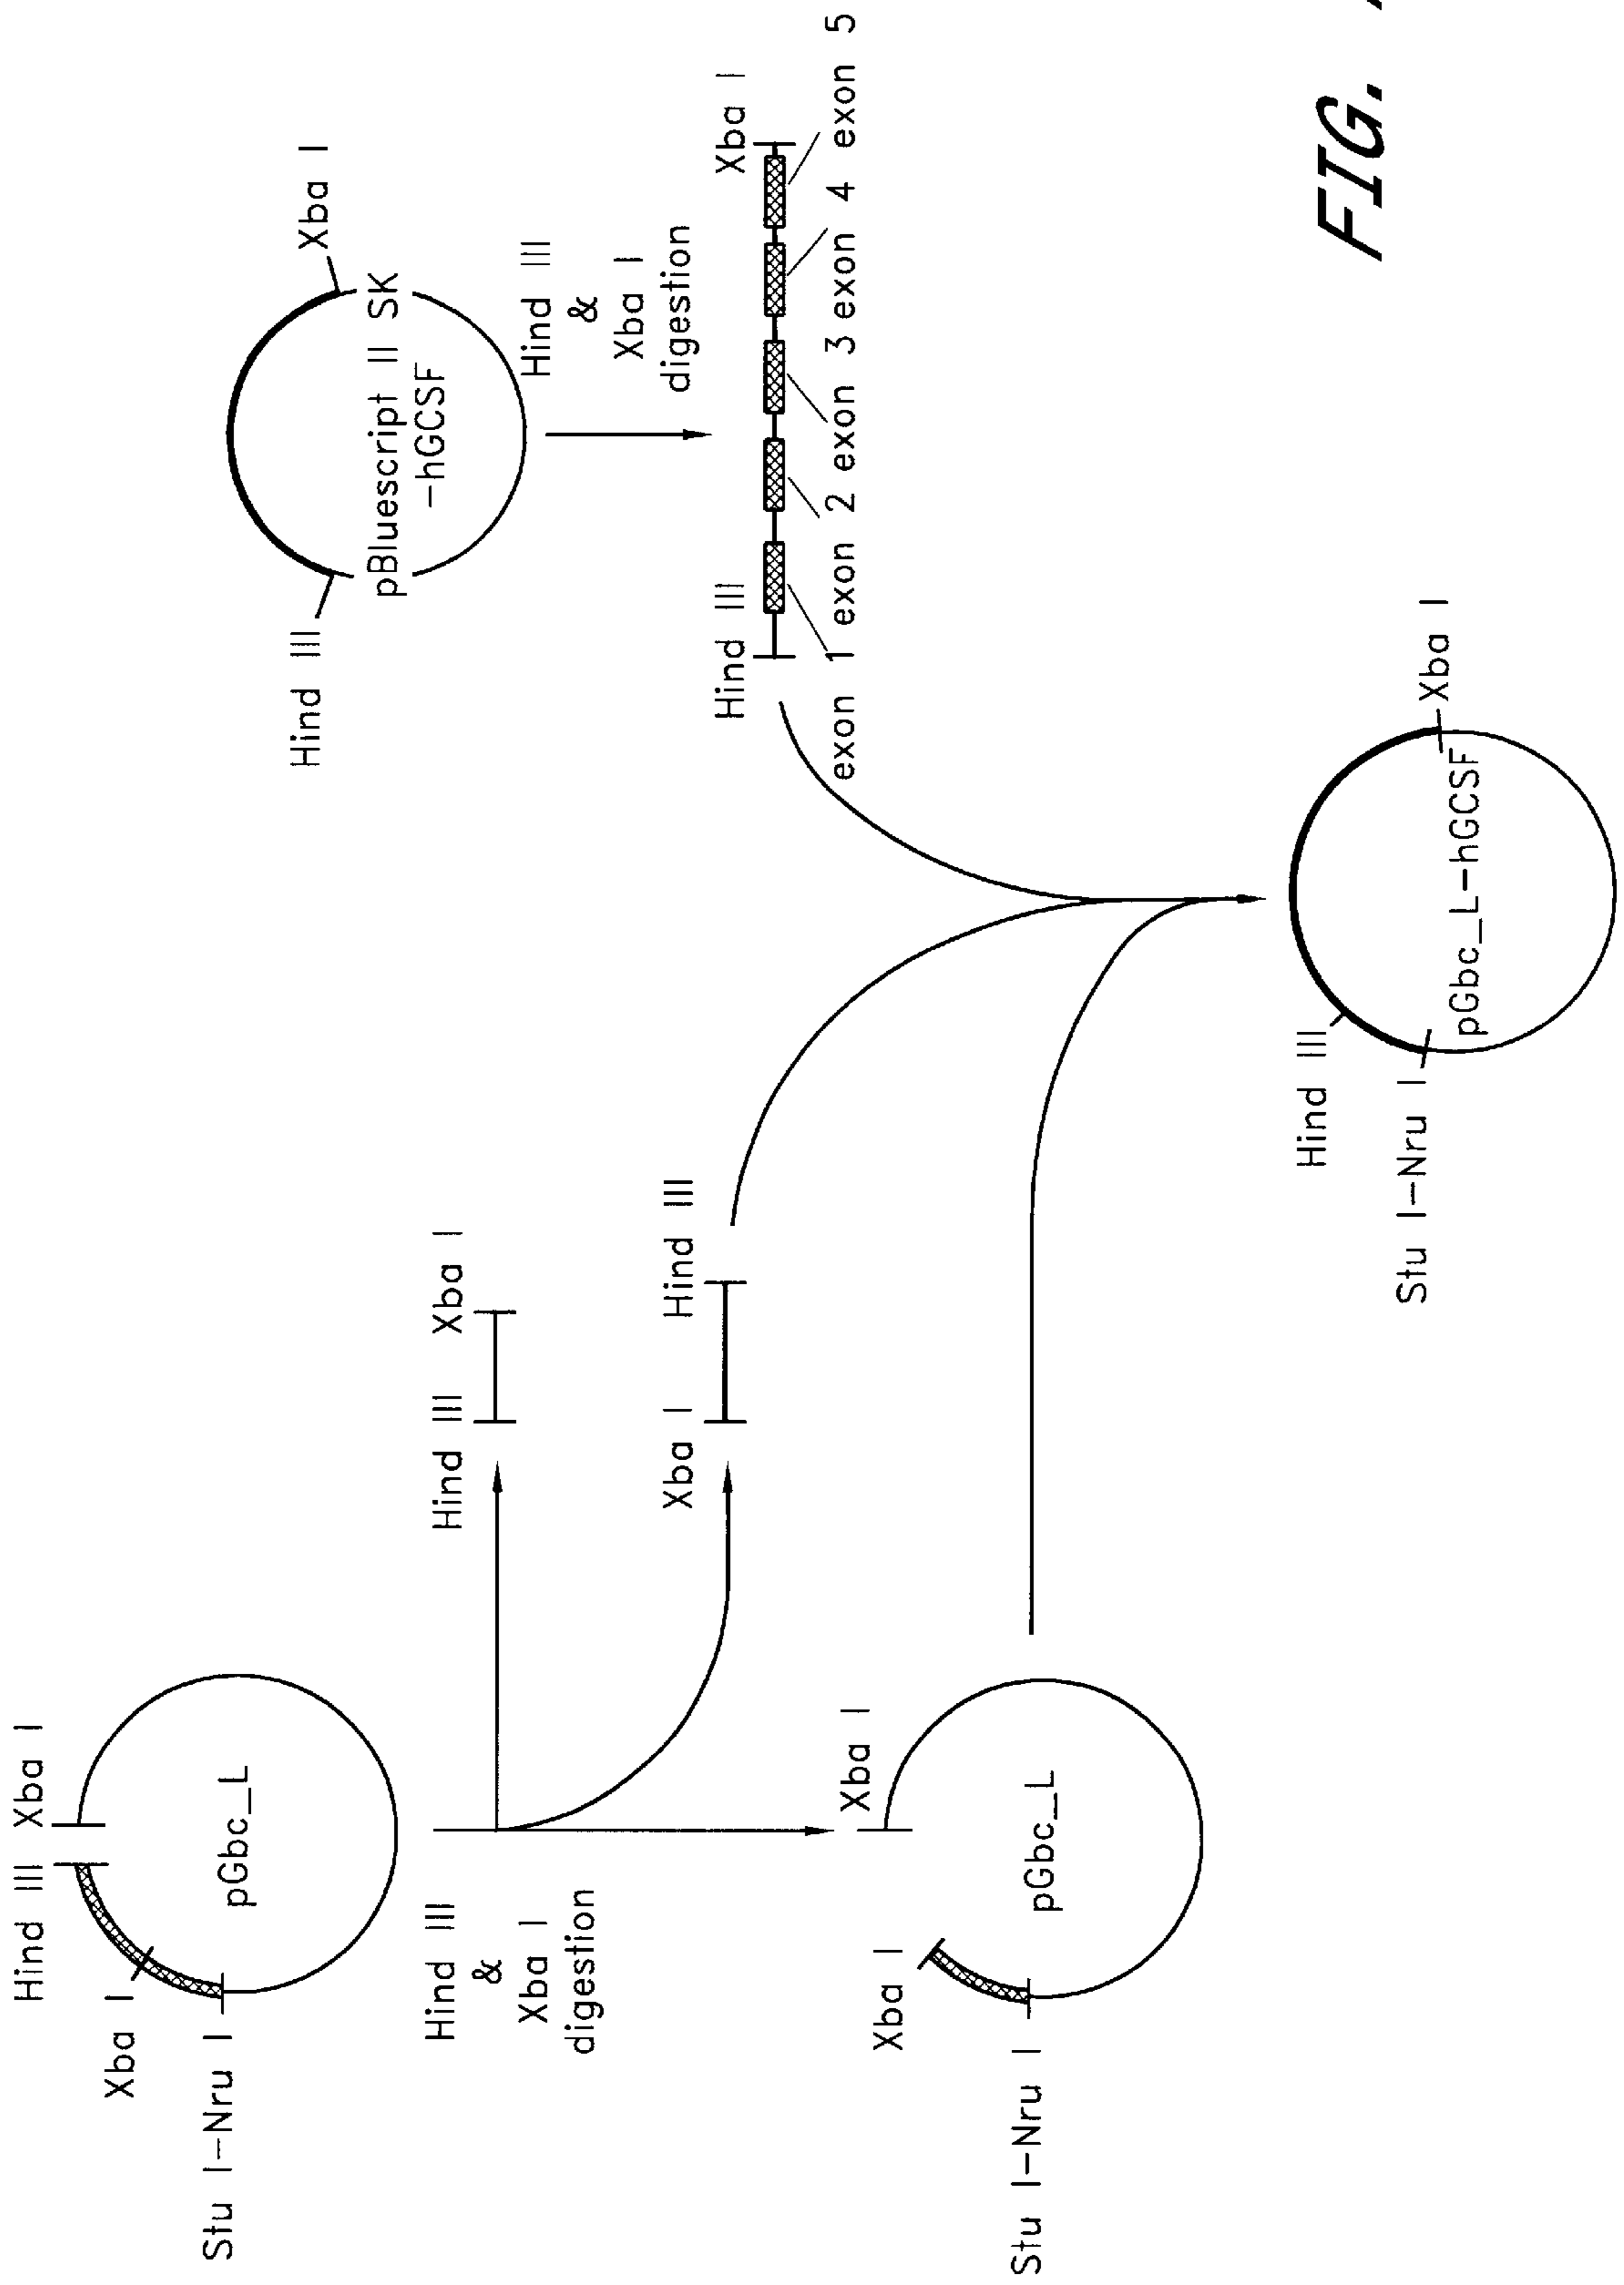 Hind III Xba I
Xba I
Stu I-Nru I
pGbc_L
Hind III
&
Xba I
digestion
Hind III Xba I
Xba I Hind III
Xba I
Xba I
Stu I-Nru I
pGbc_L
Hind III
Xba I
pBluescript II SK
-hGCSF
Hind III
&
Xba I
digestion
Hind III
Xba I
exon 1 exon 2 exon 3 exon 4 exon 5
Hind III
Stu I-Nru I
Xba I
pGbc_L-hGCSF
FIG.